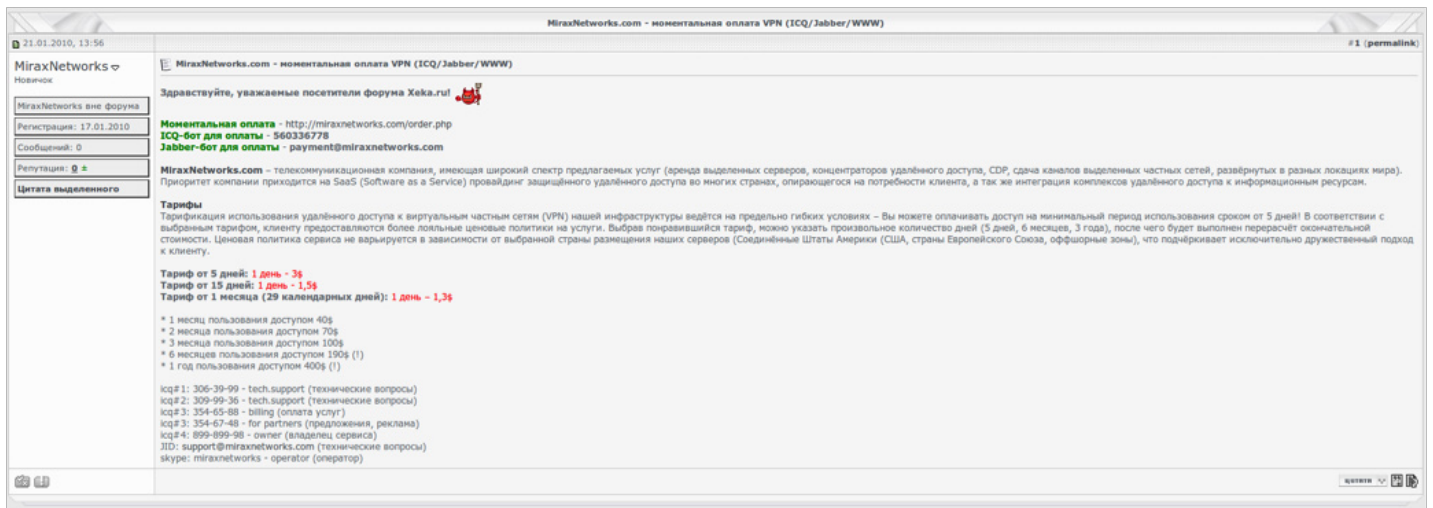 MiraxNetworks.com - моментальная оплата VPN (ICQ/Jabber/WWW)
21.01.2010, 13:56
#1 (permalink)
MiraxNetworks
Новичок
MiraxNetworks вне форума
Регистрация: 17.01.2010
Сообщений: 0
Репутация: 0 ±
Цитата выделенного
MiraxNetworks.com - моментальная оплата VPN (ICQ/Jabber/WWW)
Здравствуйте, уважаемые посетители форума Xeka.ru!
Моментальная оплата - http://miraxnetworks.com/order.php
ICQ-бот для оплаты - 560336778
Jabber-бот для оплаты - payment@miraxnetworks.com
MiraxNetworks.com – телекоммуникационная компания, имеющая широкий спектр предлагаемых услуг (аренда выделенных серверов, концентраторов удалённого доступа, CDP, сдача каналов выделенных частных сетей, развёрнутых в разных локациях мира).
Приоритет компании приходится на SaaS (Software as a Service) провайдинг защищённого удалённого доступа во многих странах, опирающегося на потребности клиента, а так же интеграция комплексов удалённого доступа к информационным ресурсам.
Тарифы
Тарификация использования удалённого доступа к виртуальным частным сетям (VPN) нашей инфраструктуры ведётся на предельно гибких условиях – Вы можете оплачивать доступ на минимальный период использования сроком от 5 дней! В соответствии с
выбранным тарифом, клиенту предоставляются более лояльные ценовые политики на услуги. Выбрав понравившийся тариф, можно указать произвольное количество дней (5 дней, 6 месяцев, 3 года), после чего будет выполнен перерасчёт окончательной
стоимости. Ценовая политика сервиса не варьируется в зависимости от выбранной страны размещения наших серверов (Соединённые Штаты Америки (США, страны Европейского Союза, оффшорные зоны), что подчёркивает исключительно дружественный подход
к клиенту.
Тариф от 5 дней: 1 день - 3$
Тариф от 15 дней: 1 день - 1,5$
Тариф от 1 месяца (29 календарных дней): 1 день – 1,3$
* 1 месяц пользования доступом 40$
* 2 месяца пользования доступом 70$
* 3 месяца пользования доступом 100$
* 6 месяцев пользования доступом 190$ (!)
* 1 год пользования доступом 400$ (!)
icq#1: 306-39-99 - tech.support (технические вопросы)
icq#2: 309-99-36 - tech.support (технические вопросы)
icq#3: 354-65-88 - billing (оплата услуг)
icq#3: 354-67-48 - for partners (предложения, реклама)
icq#4: 899-899-98 - owner (владелец сервиса)
JID: support@miraxnetworks.com (технические вопросы)
skype: miraxnetworks - operator (оператор)
цитата